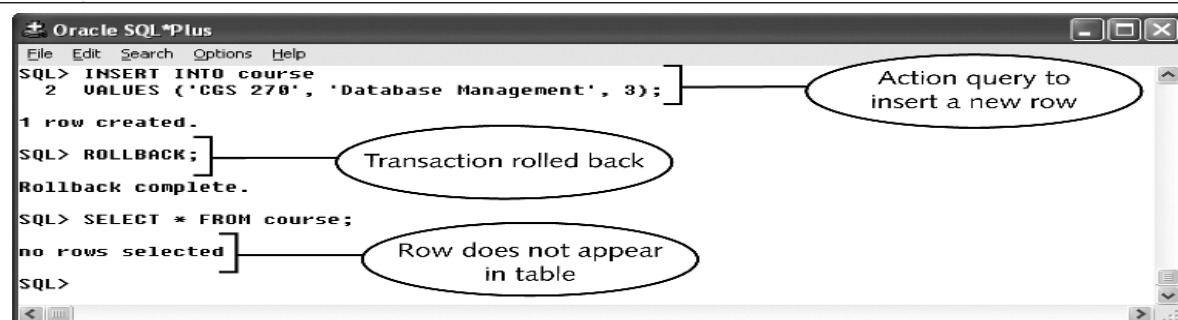 Oracle SQL*Plus
File Edit Search Options Help
SQL> INSERT INTO course
2 VALUES ('CGS 270', 'Database Management', 3);
Action query to
insert a new row
1 row created.
SQL> ROLLBACK;
Transaction rolled back
Rollback complete.
SQL> SELECT * FROM course;
no rows selected
Row does not appear
in table
SQL>